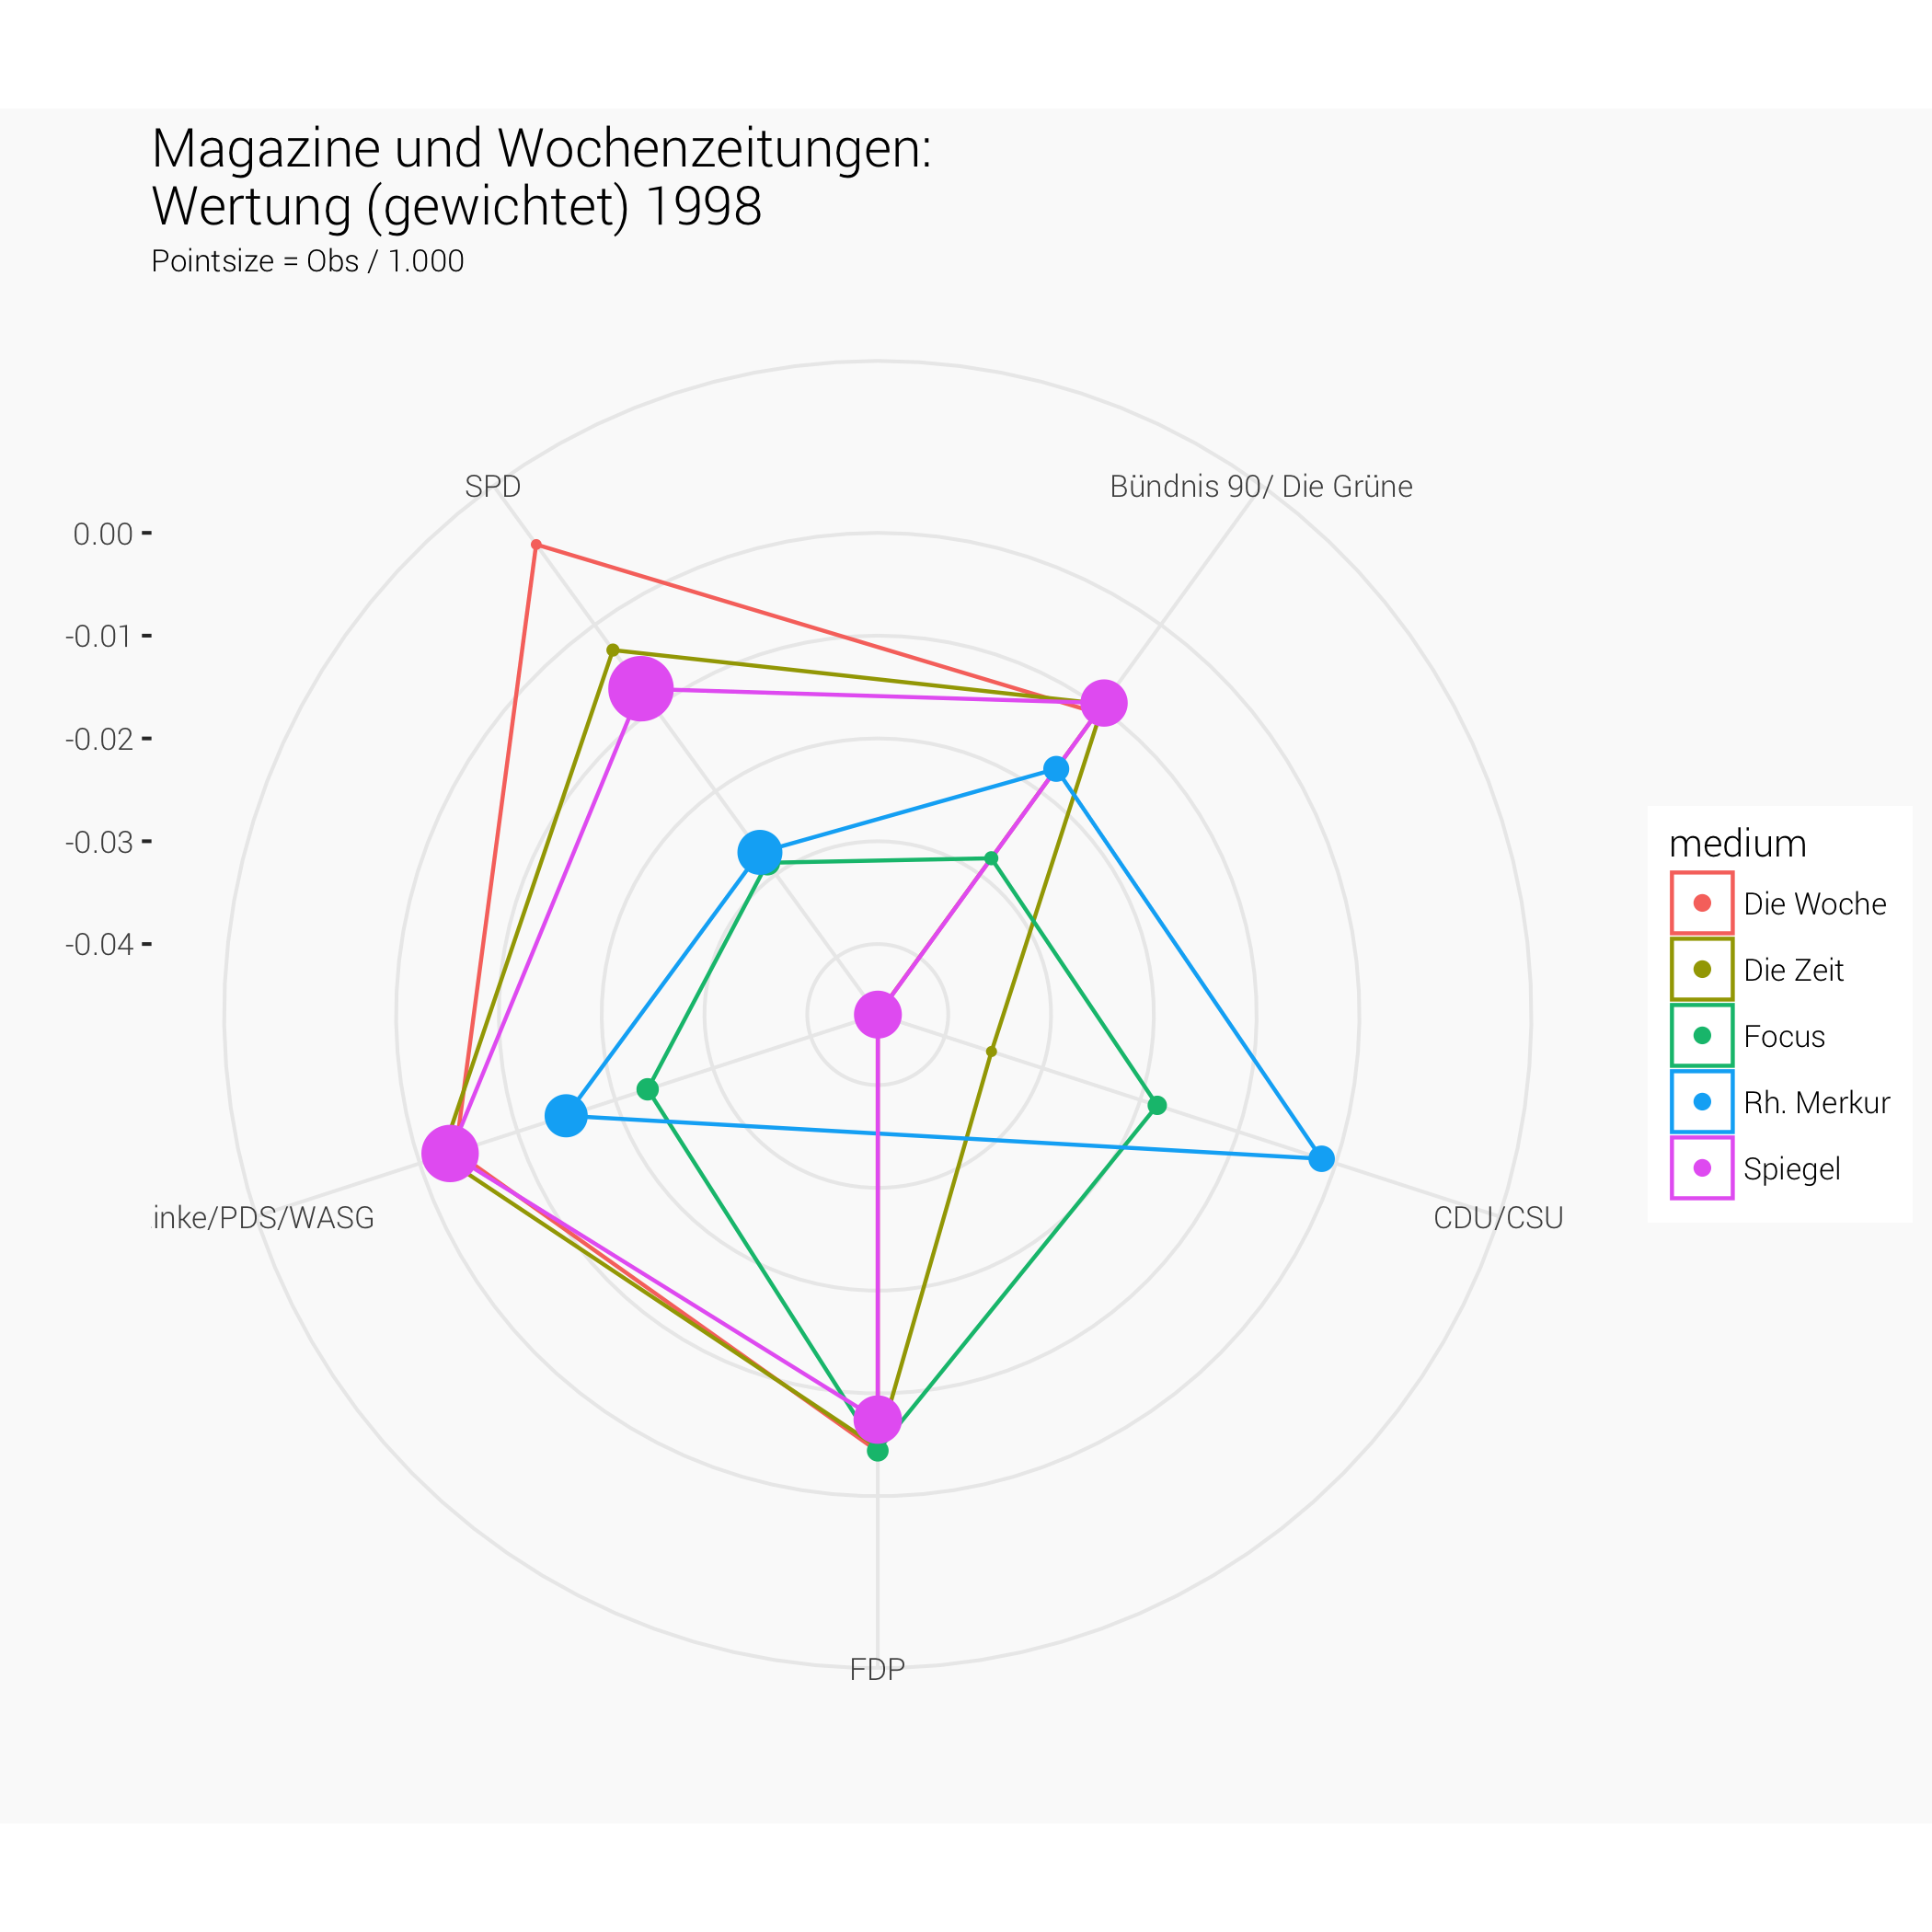 Magazine und Wochenzeitungen:
Wertung (gewichtet) 1998
Pointsize = Obs / 1.000
SPD
Bündnis 90/ Die Grüne
0.00
-0.01
-0.02
-0.03
-0.04
inke/PDS/WASG
CDU/CSU
FDP
medium
Die Woche
Die Zeit
Focus
Rh. Merkur
Spiegel